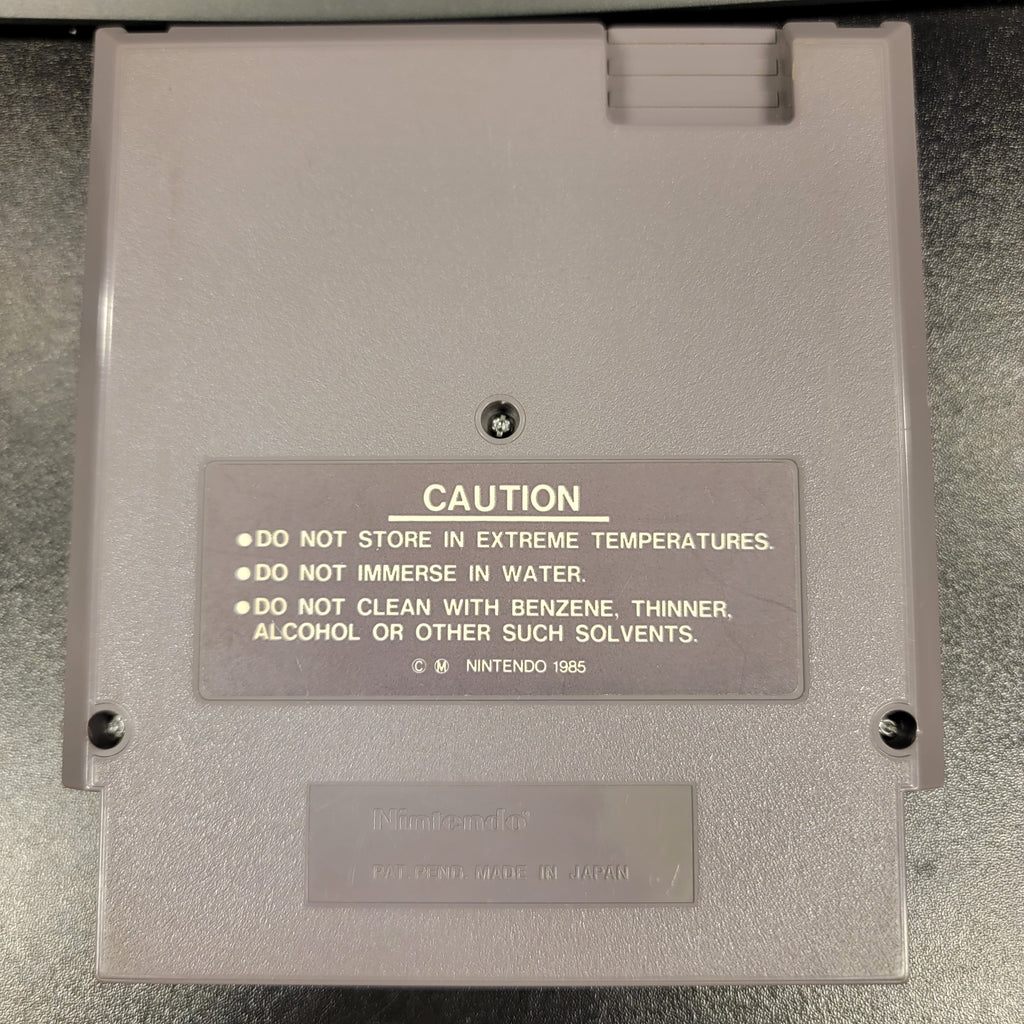 CAUTION
●DO NOT STORE IN EXTREME TEMPERATURES.
●DO NOT IMMERSE IN WATER.
●DO NOT CLEAN WITH BENZENE, THINNER,
ALCOHOL OR OTHER SUCH SOLVENTS.
Ⓒ Ⓜ NINTENDO 1985
Nintendo®
PAT. PEND. MADE IN JAPAN